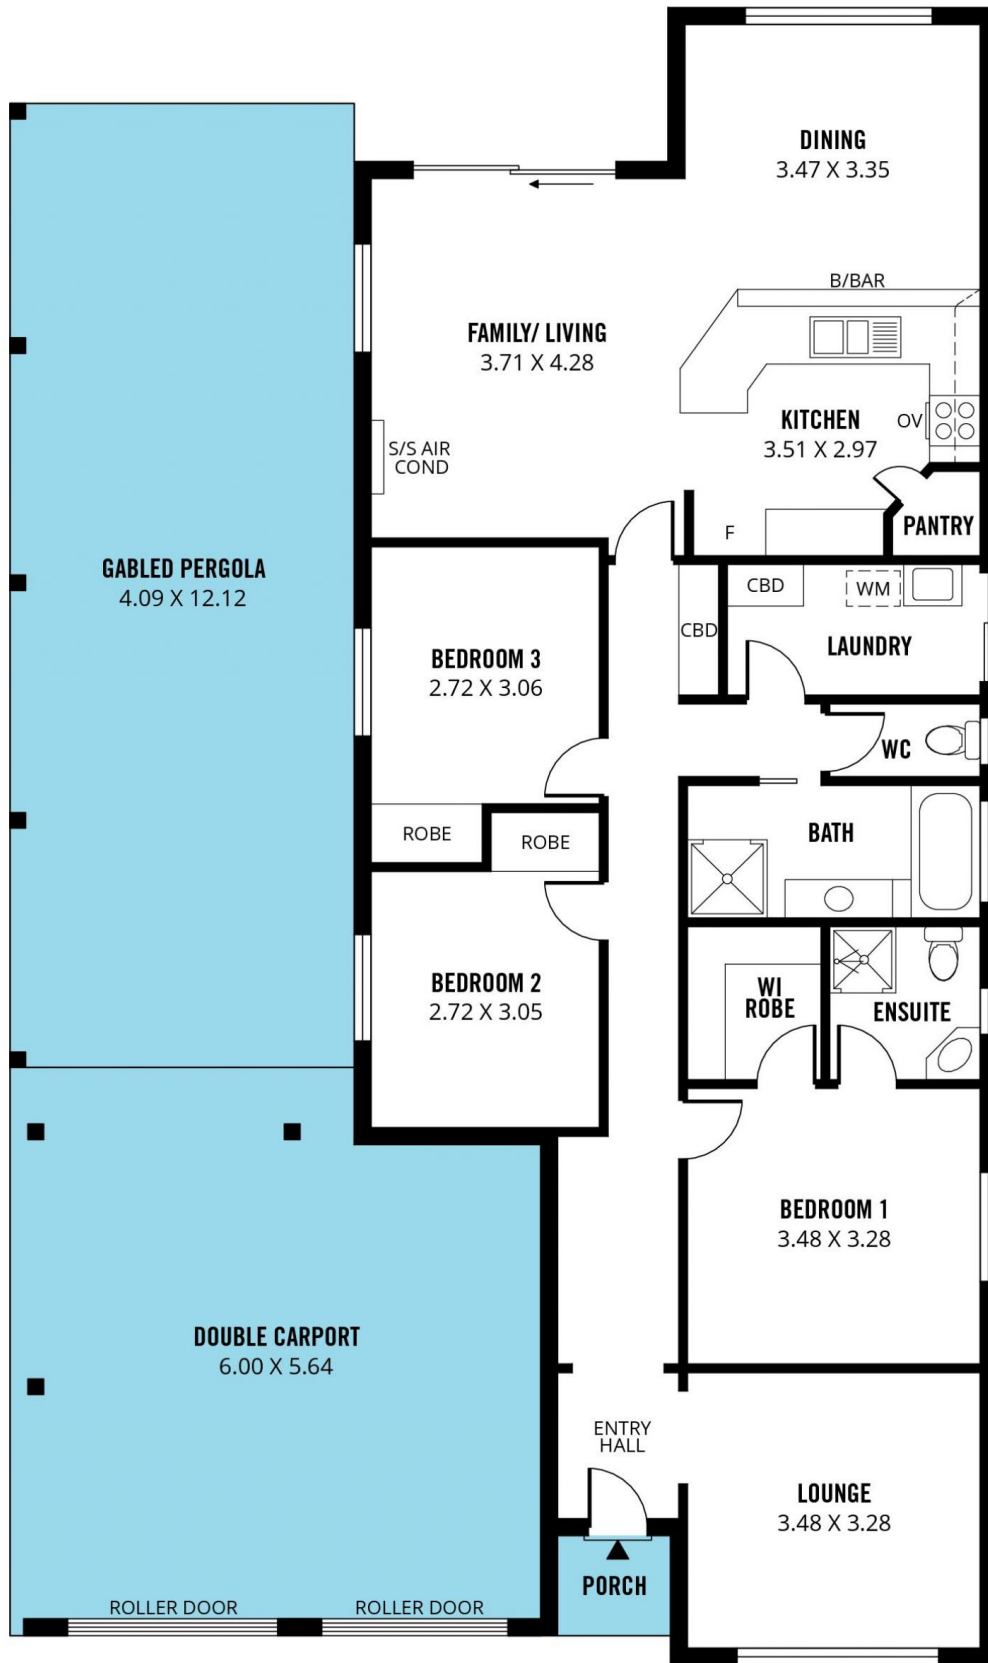 DINING
3.47 X 3.35
B/BAR
FAMILY/ LIVING
3.71 X 4.28
KITCHEN
3.51 X 2.97
OV
S/S AIR
COND
PANTRY
F
GABLED PERGOLA
4.09 X 12.12
CBD
WM
CBD
LAUNDRY
BEDROOM 3
2.72 X 3.06
WC
ROBE
ROBE
BATH
BEDROOM 2
2.72 X 3.05
WI
ROBE
ENSUITE
BEDROOM 1
3.48 X 3.28
DOUBLE CARPORT
6.00 X 5.64
ENTRY
HALL
LOUNGE
3.48 X 3.28
PORCH
ROLLER DOOR
ROLLER DOOR